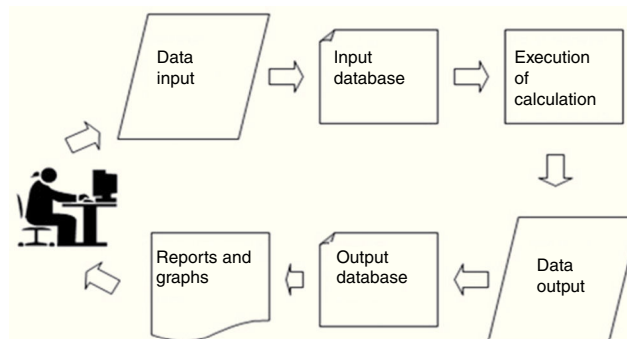 Data
input
Input
database
Execution
of
calculation
Reports and
graphs
Output
database
Data
output